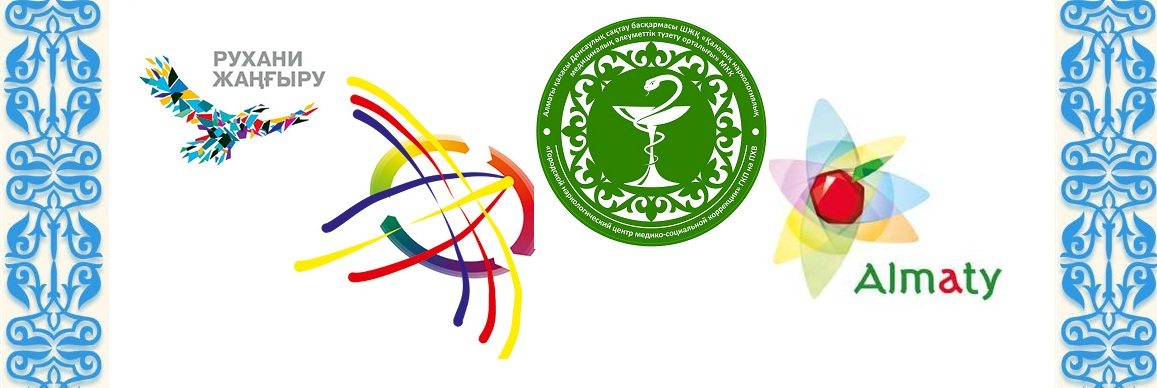 РУХАНИ
ЖАҢҒЫРУ
Алматы қаласы Денсаулық сақтау басқармасы ШЖҚ «Қалалық наркологиялық
медициналық әлеуметтік түзету орталығы» МКК
«Городской наркологический центр медико-социальной коррекции» ГКП на ПХВ
Almaty